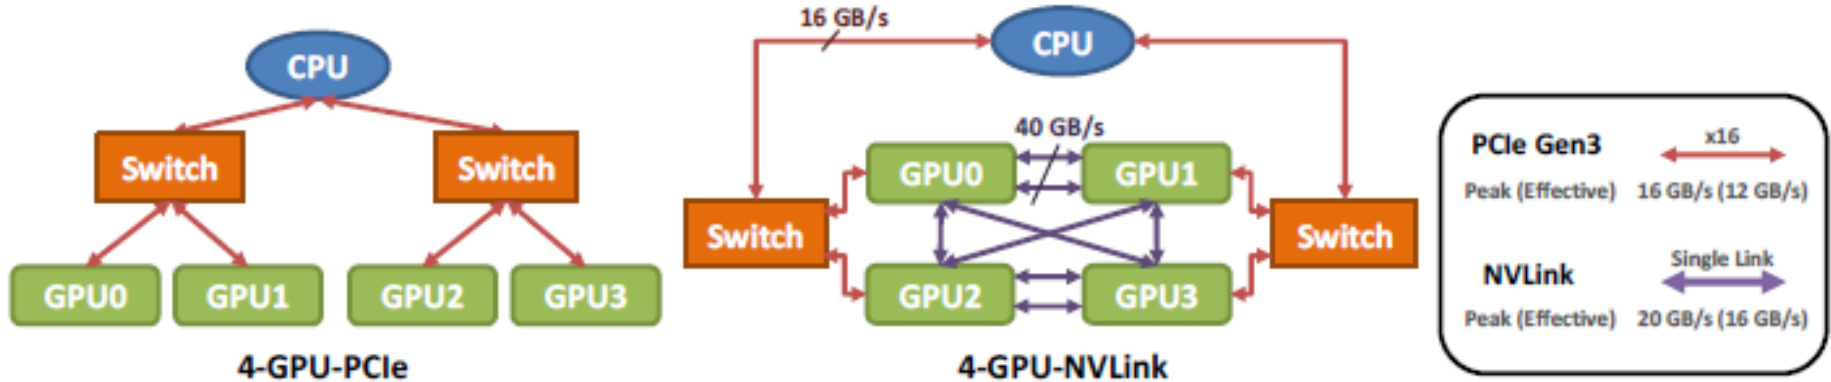 CPU
Switch
Switch
GPU0
GPU1
GPU2
GPU3
4-GPU-PCIe
16 GB/s
CPU
40 GB/s
GPU0
GPU1
Switch
Switch
GPU2
GPU3
4-GPU-NVLink
PCIe Gen3
x16
Peak (Effective) 16 GB/s (12 GB/s)
Single Link
NVLink
Peak (Effective) 20 GB/s (16 GB/s)